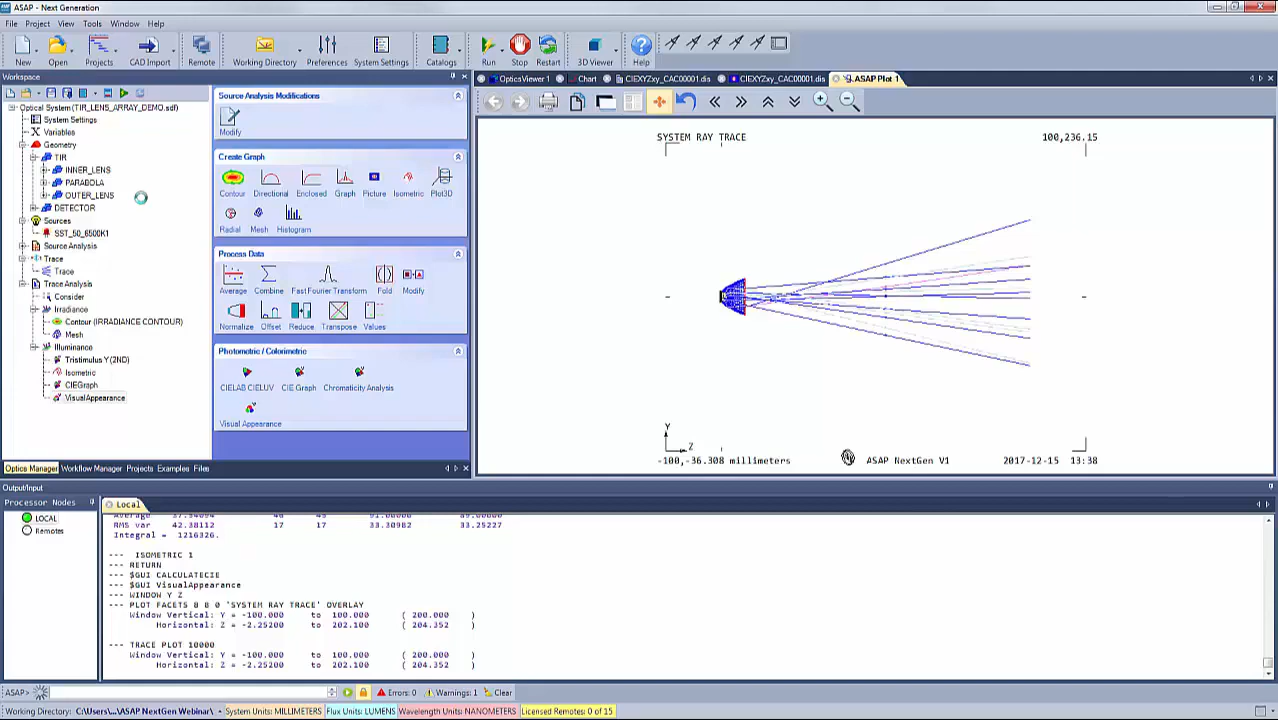 ASAP - Next Generation
File Project View Tools Window Help
New Open Projects CAD Import Remote Working Directory Preferences System Settings Catalogs Run Stop Restart 3D Viewer Help
Workspace
OpticsViewer 1 Chart CIEXYZxy_CAC00001.dis CIEXYZxy_CAC00001.dis ASAP Plot 1
Optical System (TIR_LENS_ARRAY_DEMO.sdf)
System Settings
Variables
Geometry
TIR
INNER_LENS
PARABOLA
OUTER_LENS
DETECTOR
Sources
SST_50_6500K1
Source Analysis
Trace
Trace
Trace Analysis
Consider
Irradiance
Contour (IRRADIANCE CONTOUR)
Mesh
Illuminance
Tristimulus Y(2ND)
Isometric
CIEGraph
VisualAppearance
Source Analysis Modifications
Modify
Create Graph
Contour Directional Enclosed Graph Picture Isometric Plot3D
Radial Mesh Histogram
Process Data
Average Combine Fast Fourier Transform Fold Modify
Normalize Offset Reduce Transpose Values
Photometric / Colorimetric
CIELAB CIELUV CIE Graph Chromaticity Analysis
Visual Appearance
SYSTEM RAY TRACE 100,236.15
Y
Z
-100,-36.308 millimeters ASAP NextGen V1 2017-12-15 13:38
Optics Manager Workflow Manager Projects Examples Files
Output/Input
Processor Nodes
LOCAL
Remotes
Local
RMS var 42.38112 17 17 33.30982 33.25227
Integral = 1216326.
--- ISOMETRIC 1
--- RETURN
--- $GUI CALCULATECIE
--- $GUI VisualAppearance
--- WINDOW Y Z
--- PLOT FACETS 8 8 0 'SYSTEM RAY TRACE' OVERLAY
Window Vertical: Y = -100.000 to 100.000 ( 200.000 )
Horizontal: Z = -2.25200 to 202.100 ( 204.352 )
--- TRACE PLOT 10000
Window Vertical: Y = -100.000 to 100.000 ( 200.000 )
Horizontal: Z = -2.25200 to 202.100 ( 204.352 )
ASAP> Errors: 0 Warnings: 1 Clear
Working Directory: C:\Users\...\ASAP NextGen Webinar\ System Units: MILLIMETERS Flux Units: LUMENS Wavelength Units: NANOMETERS Licensed Remotes: 0 of 15